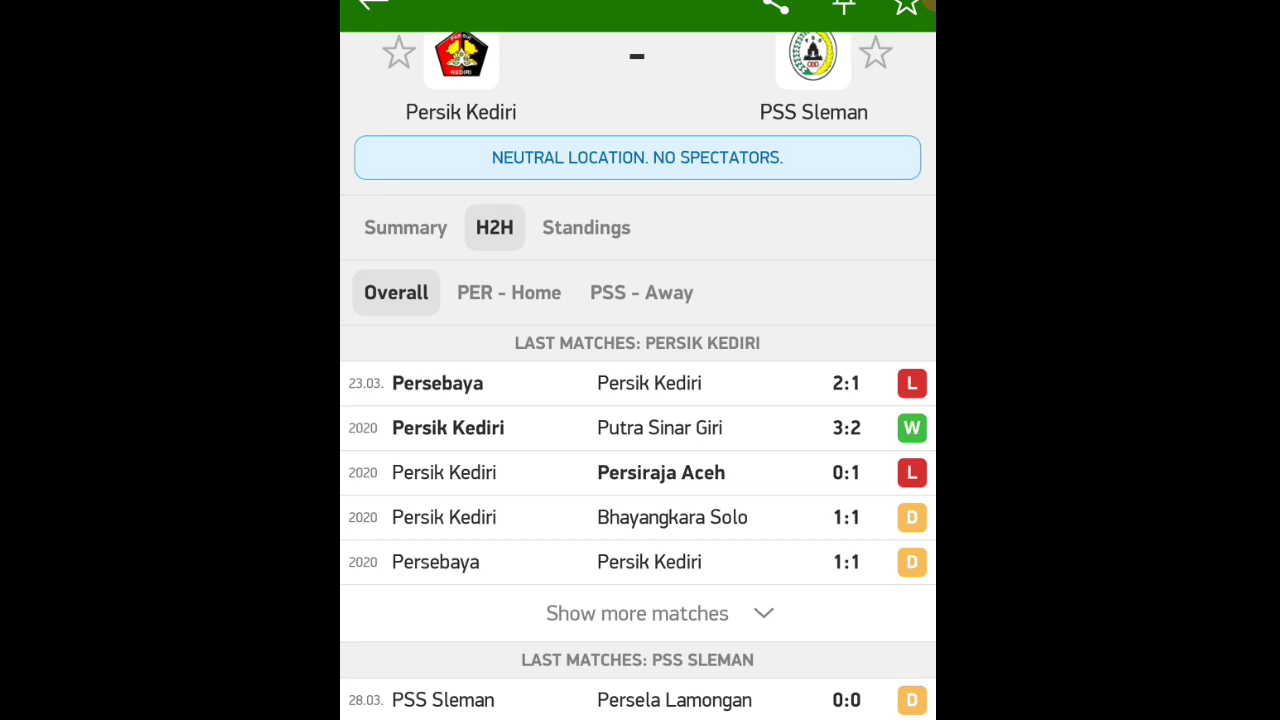 PERSIK
KEDIRI
-
Persik Kediri PSS Sleman
NEUTRAL LOCATION. NO SPECTATORS.
Summary H2H Standings
Overall PER - Home PSS - Away
LAST MATCHES: PERSIK KEDIRI
23.03. Persebaya Persik Kediri 2:1 L
2020 Persik Kediri Putra Sinar Giri 3:2 W
2020 Persik Kediri Persiraja Aceh 0:1 L
2020 Persik Kediri Bhayangkara Solo 1:1 D
2020 Persebaya Persik Kediri 1:1 D
Show more matches
LAST MATCHES: PSS SLEMAN
28.03. PSS Sleman Persela Lamongan 0:0 D